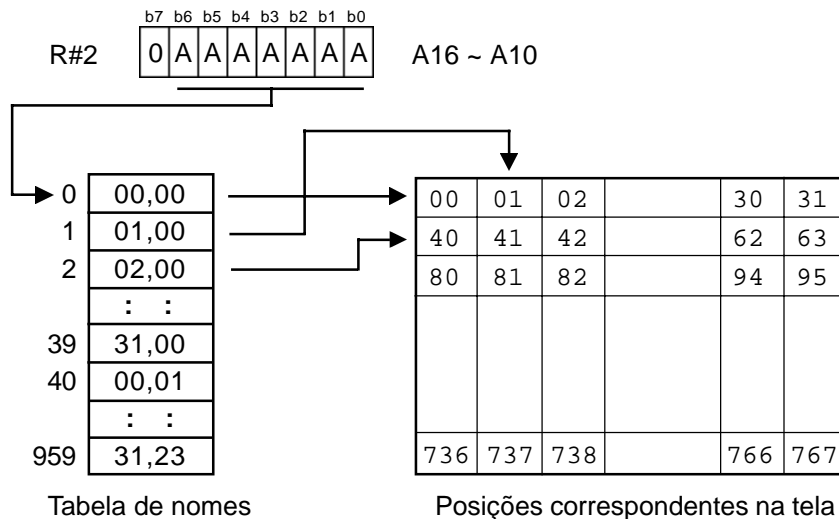 b7 b6 b5 b4 b3 b2 b1 b0
R#2 0 A A A A A A A A16 ~ A10
0 00,00
1 01,00
2 02,00
: :
39 31,00
40 00,01
: :
959 31,23
Tabela de nomes
00 01 02 30 31
40 41 42 62 63
80 81 82 94 95
736 737 738 766 767
Posições correspondentes na tela